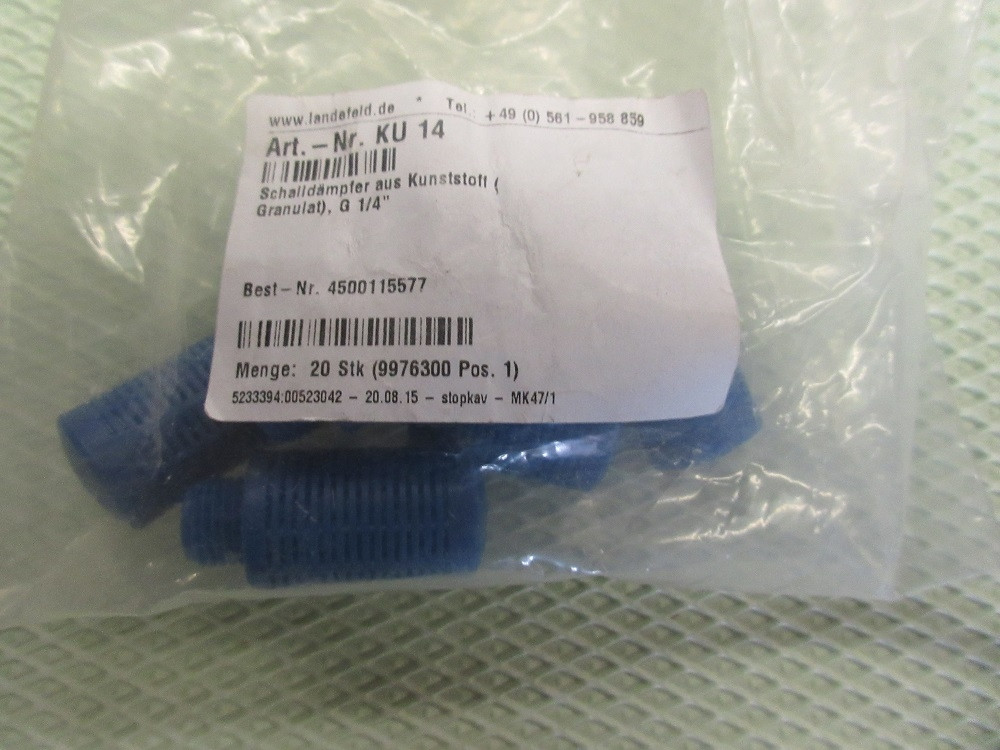 www.landefeld.de * Tel.: +49 (0) 561-958 859
Art.-Nr. KU 14
Schalldämpfer aus Kunststoff (
Granulat), G 1/4"
Best-Nr. 4500115577
Menge: 20 Stk (9976300 Pos. 1)
5233394:00523042 - 20.08.15 - stopkav - MK47/1